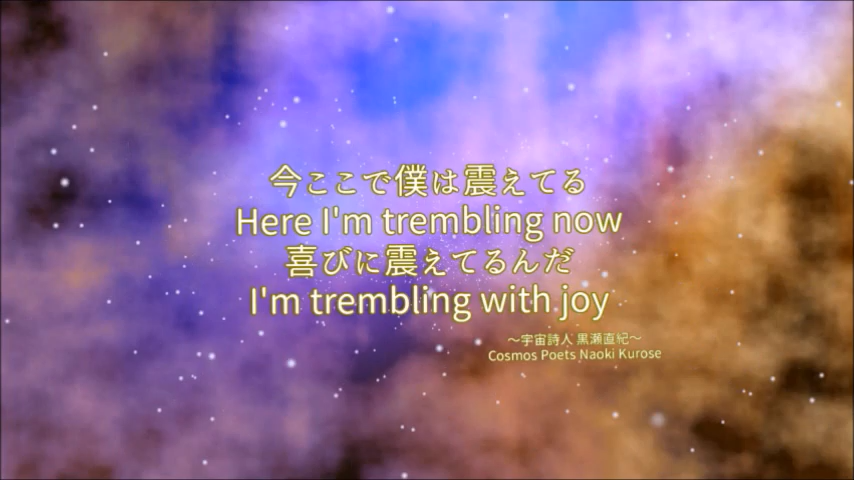 今ここで僕は震えてる
Here I'm trembling now
喜びに震えてるんだ
I'm trembling with joy
～宇宙詩人 黒瀬直紀～
Cosmos Poets Naoki Kurose